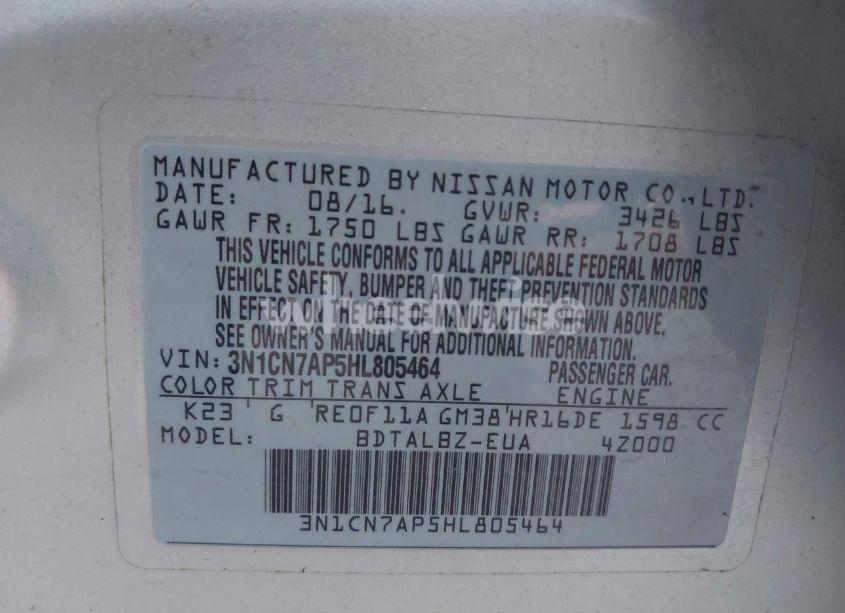 MANUFACTURED BY NISSAN MOTOR CO., LTD.
DATE: 08/16. GVWR: 3426 LBS
GAWR FR: 1750 LBS GAWR RR: 1708 LBS
THIS VEHICLE CONFORMS TO ALL APPLICABLE FEDERAL MOTOR
VEHICLE SAFETY, BUMPER AND THEFT PREVENTION STANDARDS
IN EFFECT ON THE DATE OF MANUFACTURE SHOWN ABOVE.
SEE OWNER'S MANUAL FOR ADDITIONAL INFORMATION.
VIN: 3N1CN7AP5HL805464 PASSENGER CAR.
COLOR TRIM TRANS AXLE ENGINE
K23 G RE0F11A GM38 HR16DE 1598 CC
MODEL: BDTALBZ-EUA 4Z000
3N1CN7AP5HL805464